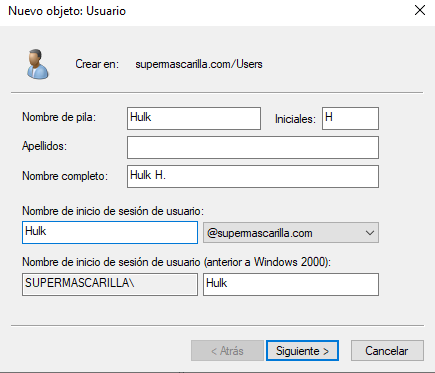 Nuevo objeto: Usuario
Crear en: supermascarilla.com/Users
Nombre de pila: Hulk Iniciales: H
Apellidos:
Nombre completo: Hulk H.
Nombre de inicio de sesión de usuario:
Hulk @supermascarilla.com
Nombre de inicio de sesión de usuario (anterior a Windows 2000):
SUPERMASCARILLA\ Hulk
< Atrás Siguiente > Cancelar